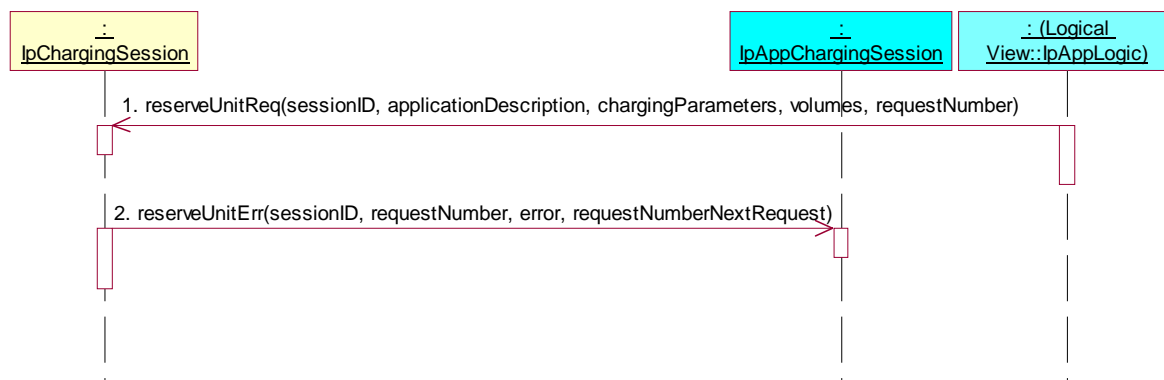 :
IpChargingSession
:
IpAppChargingSession
: (Logical
View::IpAppLogic)
1. reserveUnitReq(sessionID, applicationDescription, chargingParameters, volumes, requestNumber)
2. reserveUnitErr(sessionID, requestNumber, error, requestNumberNextRequest)